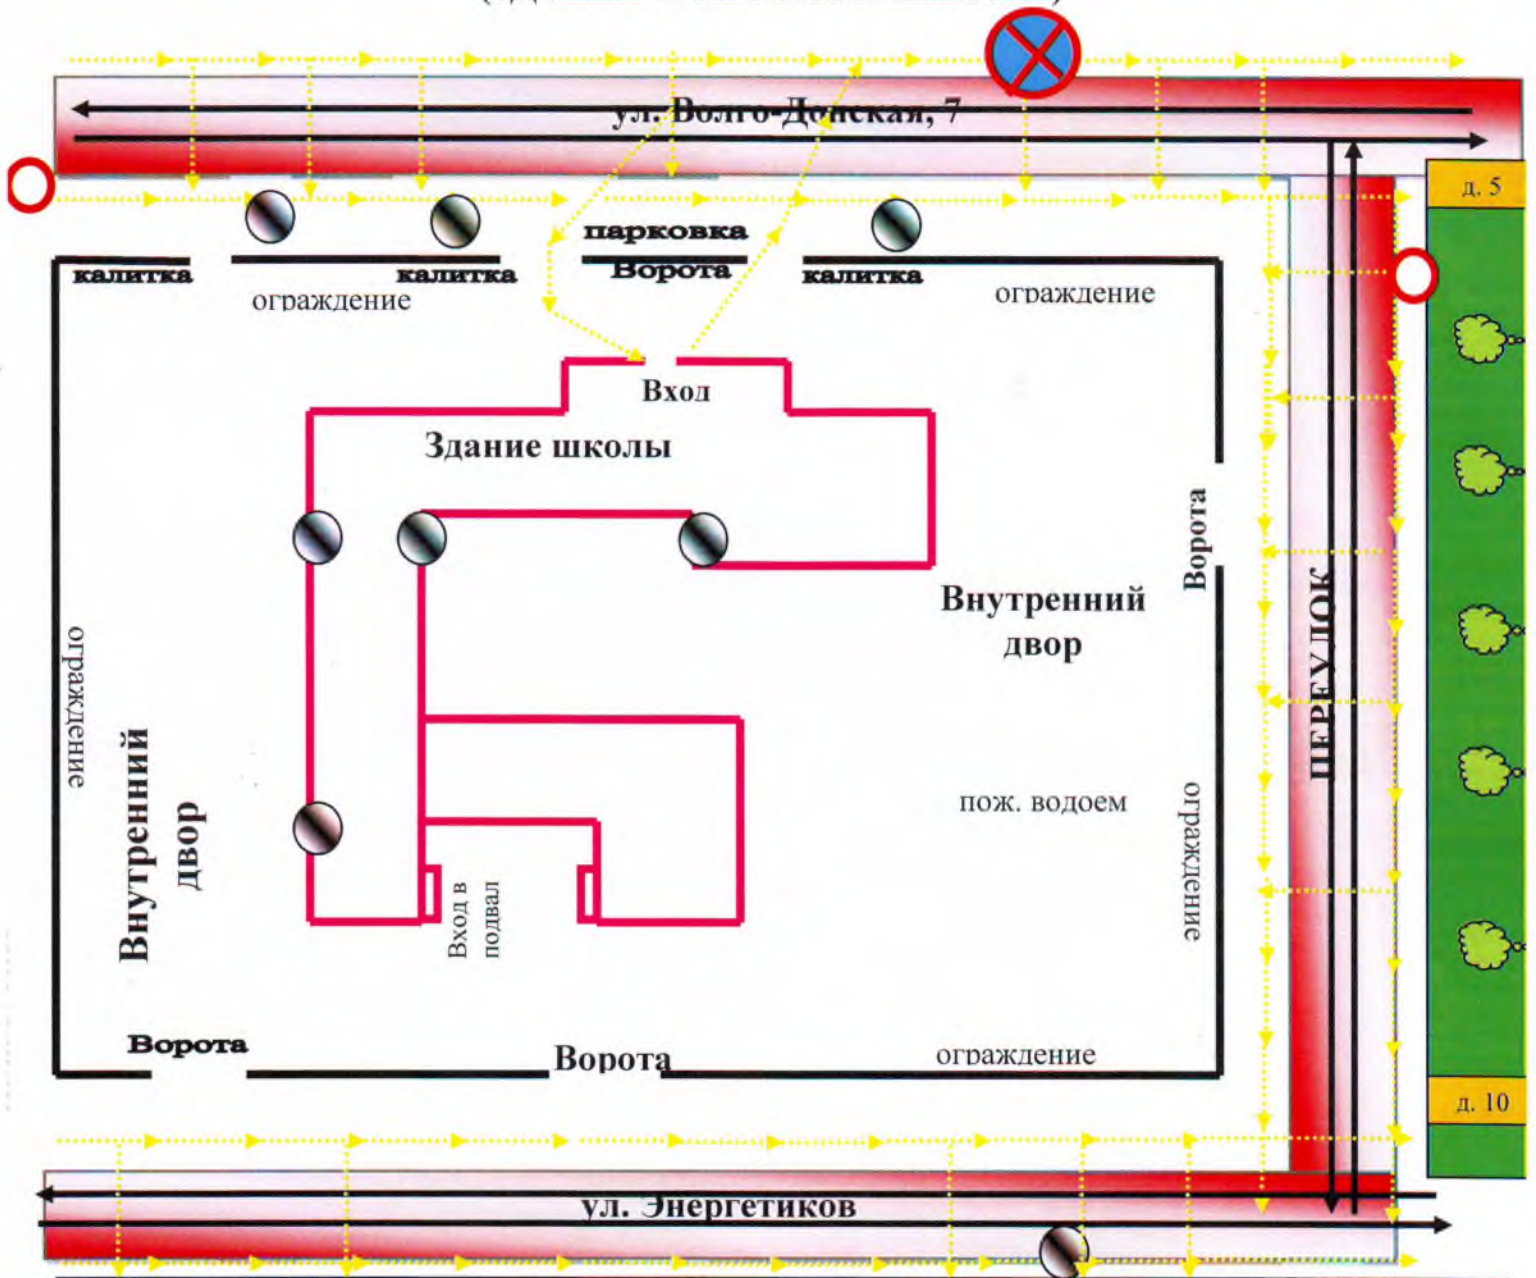 ул. Волго-Донская, 7
д. 5
парковка
калитка
калитка
Ворота
калитка
ограждение
ограждение
Вход
Здание школы
Ворота
Внутренний
двор
ПЕРЕУЛОК
ограждение
Внутренний
двор
пож. водоем
ограждение
Вход в
подвал
Ворота
Ворота
ограждение
д. 10
ул. Энергетиков